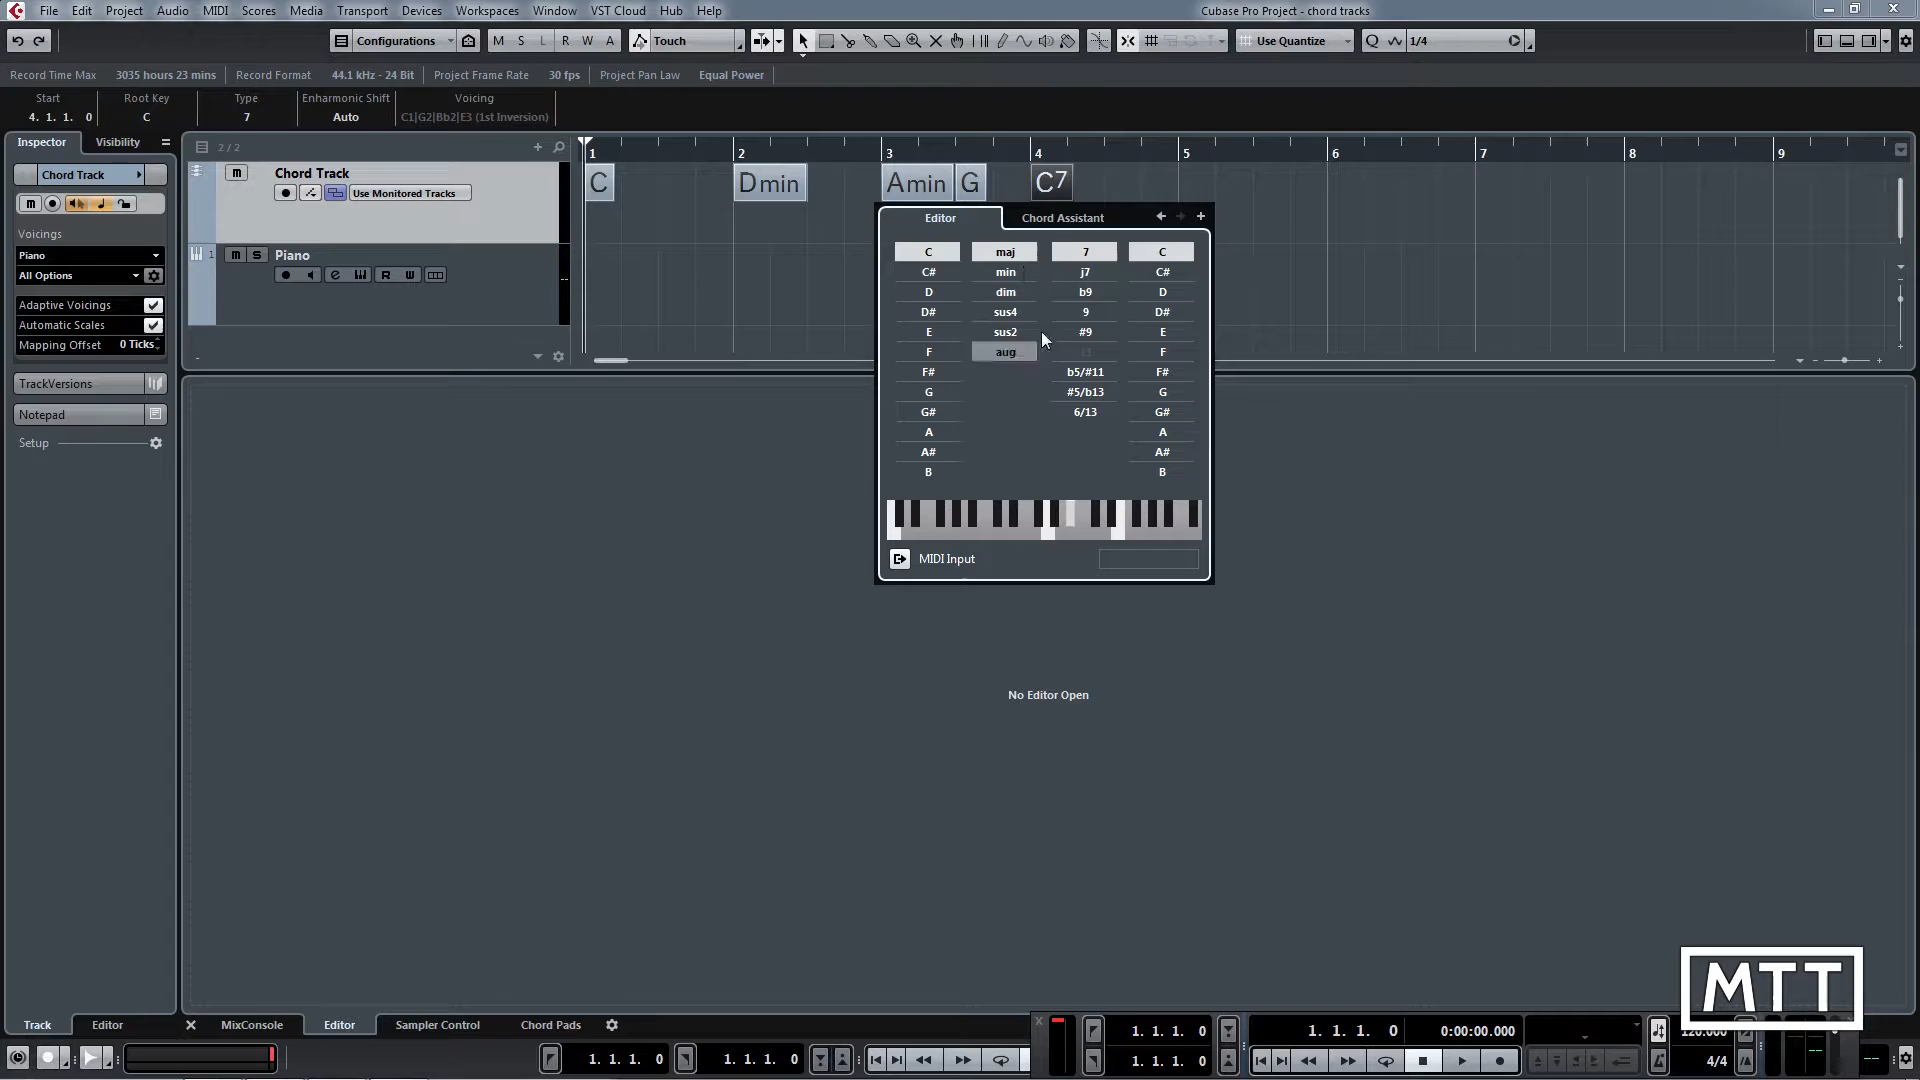 File Edit Project Audio MIDI Scores Media Transport Devices Workspaces Window VST Cloud Hub Help Cubase Pro Project - chord tracks
Configurations M S L R W A Touch Use Quantize Q 1/4
Record Time Max 3035 hours 23 mins Record Format 44.1 kHz - 24 Bit Project Frame Rate 30 fps Project Pan Law Equal Power
Start Root Key Type Enharmonic Shift Voicing
4. 1. 1. 0 C 7 Auto C1|G2|Bb2|E3 (1st Inversion)
Inspector Visibility 2 / 2 1 2 3 4 5 6 7 8 9
Chord Track m Chord Track C Dmin Amin G C7
Use Monitored Tracks
m
Voicings
Piano 1 m S Piano
All Options R W
Adaptive Voicings
Automatic Scales
Mapping Offset 0 Ticks
TrackVersions
Notepad
Setup
Editor Chord Assistant
C maj 7 C
C# min j7 C#
D dim b9 D
D# sus4 9 D#
E sus2 #9 E
F aug F
F# b5/#11 F#
G #5/b13 G
G# 6/13 G#
A A
A# A#
B B
MIDI Input
No Editor Open
MTT
Track Editor MixConsole Editor Sampler Control Chord Pads
1. 1. 1. 0 1. 1. 1. 0 0:00:00.000 120.000
1. 1. 1. 0 1. 1. 1. 0 1. 1. 1. 0 4/4